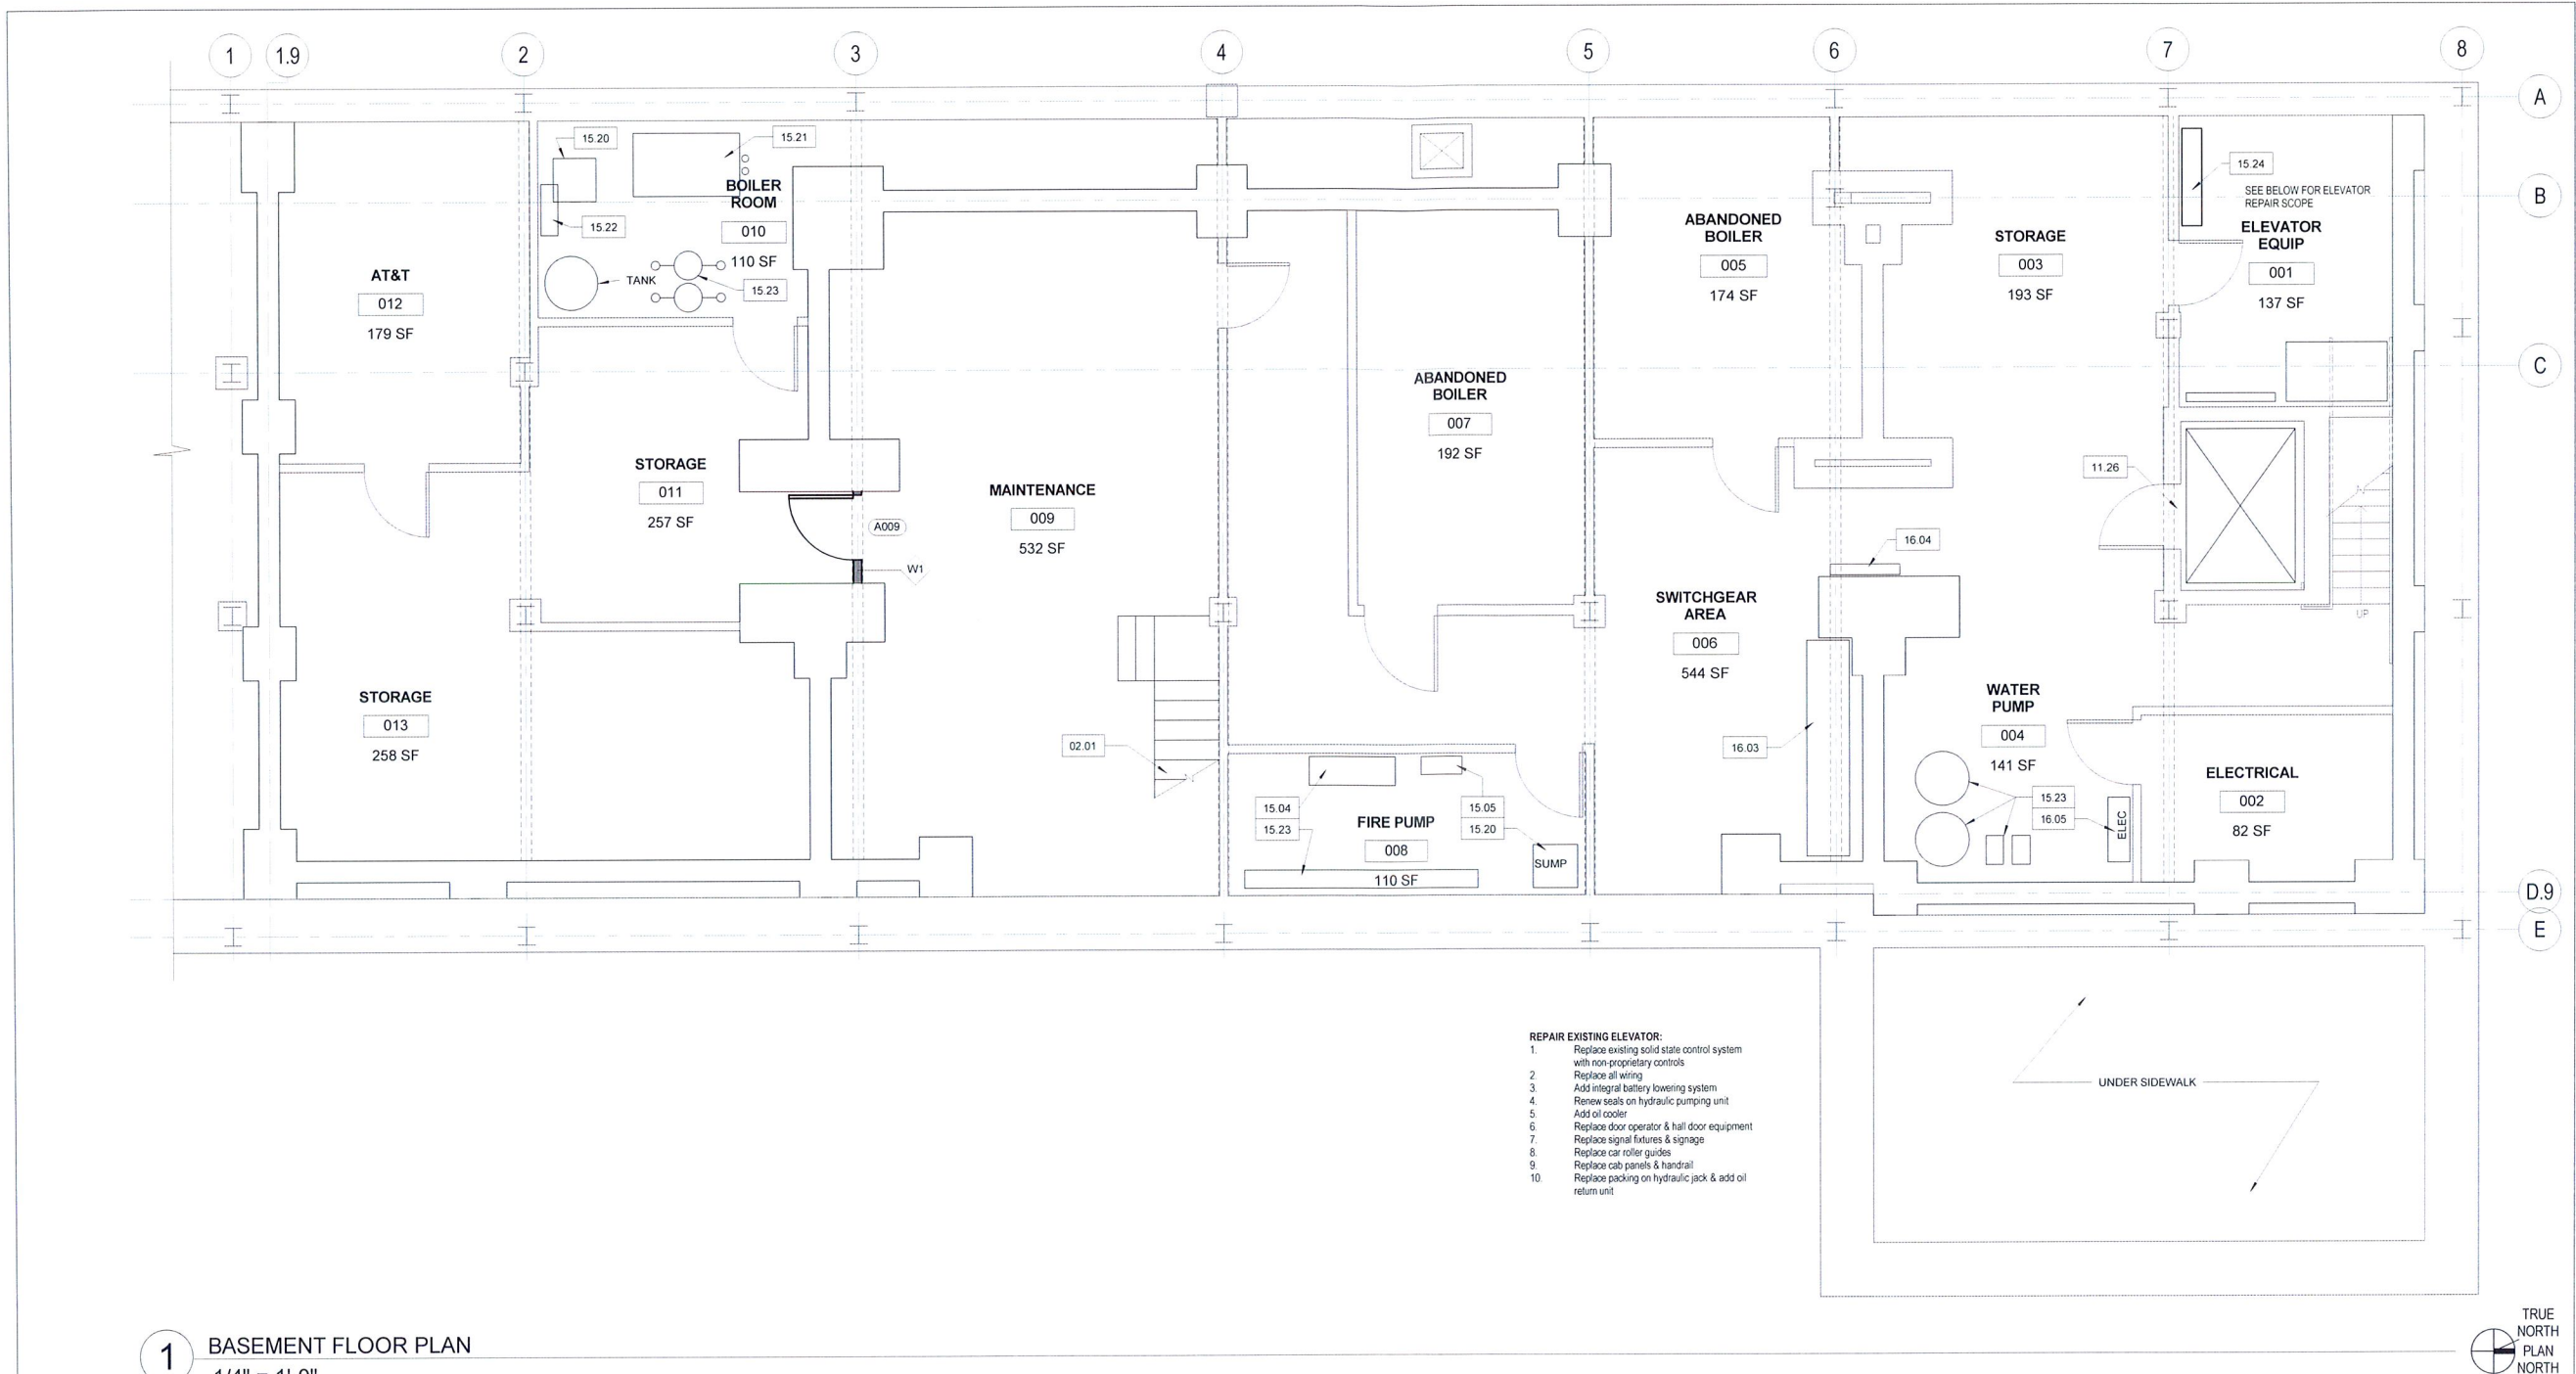 1
1.9
2
3
4
5
6
7
8
A
B
C
D.9
E
15.20
15.21
15.22
BOILER
ROOM
010
110 SF
TANK
15.23
AT&T
012
179 SF
STORAGE
011
257 SF
A009
W1
MAINTENANCE
009
532 SF
ABANDONED
BOILER
007
192 SF
ABANDONED
BOILER
005
174 SF
STORAGE
003
193 SF
15.24
SEE BELOW FOR ELEVATOR
REPAIR SCOPE
ELEVATOR
EQUIP
001
137 SF
11.26
16.04
UP
SWITCHGEAR
AREA
006
544 SF
16.03
STORAGE
013
258 SF
02.01
15.04
15.23
FIRE PUMP
008
110 SF
15.05
15.20
SUMP
WATER
PUMP
004
141 SF
15.23
16.05
ELEC
ELECTRICAL
002
82 SF
REPAIR EXISTING ELEVATOR:
1. Replace existing solid state control system
with non-proprietary controls
2. Replace all wiring
3. Add integral battery lowering system
4. Renew seals on hydraulic pumping unit
5. Add oil cooler
6. Replace door operator & hall door equipment
7. Replace signal fixtures & signage
8. Replace car roller guides
9. Replace cab panels & handrail
10. Replace packing on hydraulic jack & add oil
return unit
UNDER SIDEWALK
1
BASEMENT FLOOR PLAN
1/4" = 1'-0"
TRUE
NORTH
PLAN
NORTH